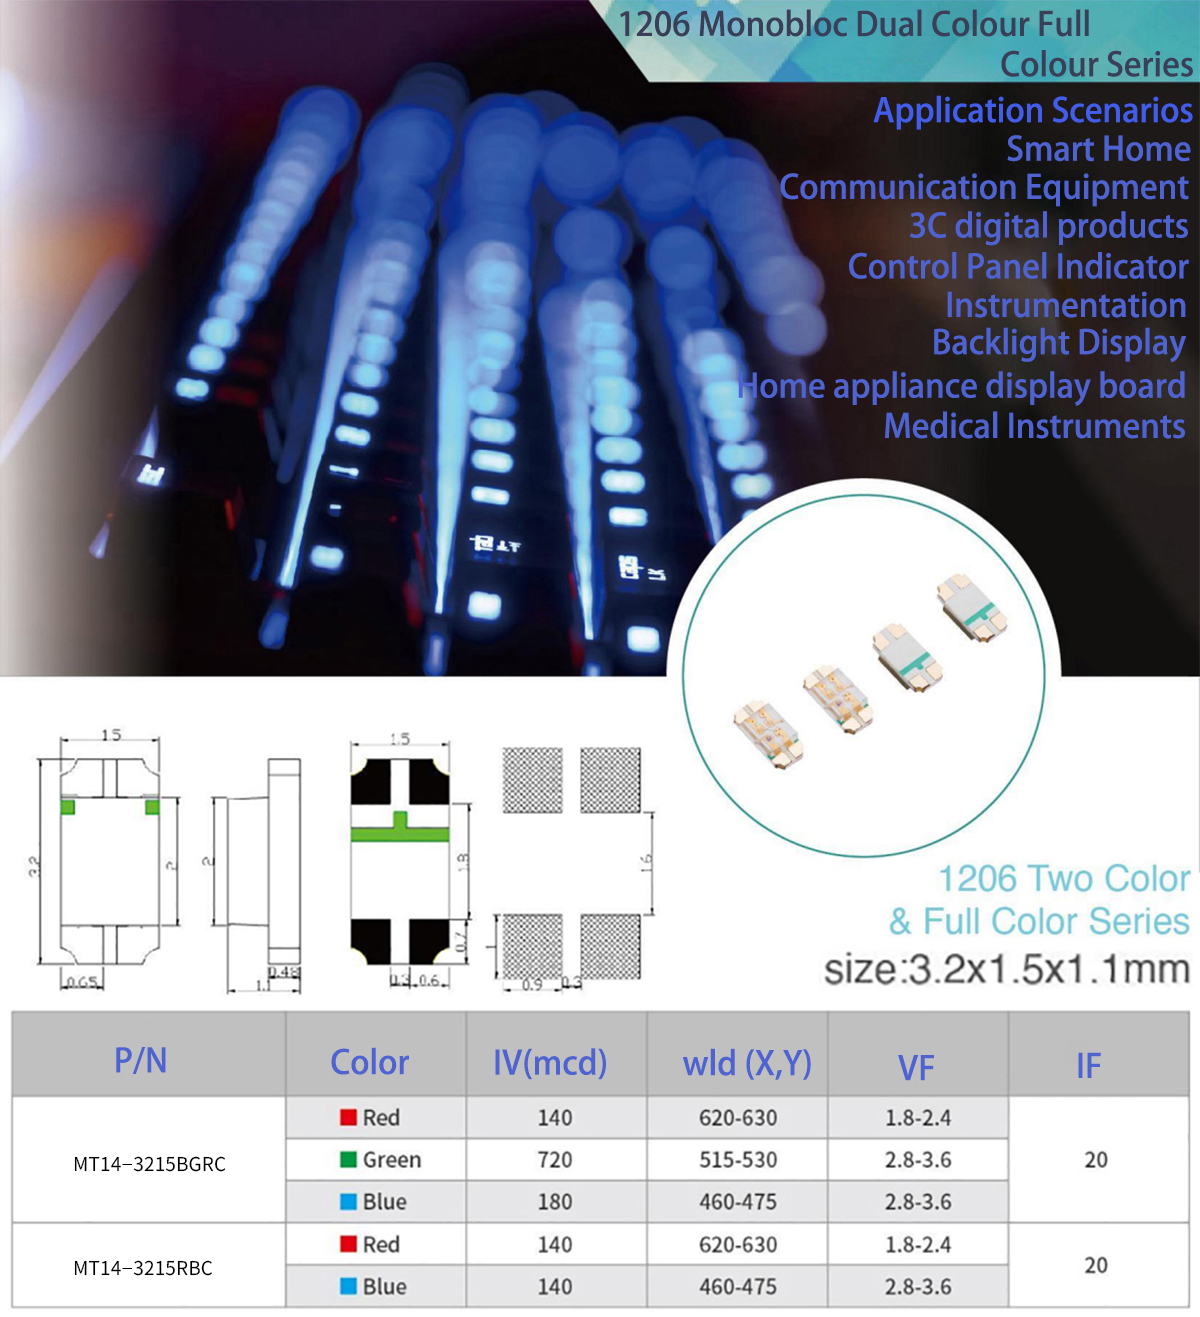 1206 Monobloc Dual Colour Full
Colour Series
Application Scenarios
Smart Home
Communication Equipment
3C digital products
Control Panel Indicator
Instrumentation
Backlight Display
Home appliance display board
Medical Instruments
1.5
3.2
2
0.65
2
0.48
1.1
1.5
1.8
0.7
0.3
0.6
1.6
1
0.9
0.3
1206 Two Color
& Full Color Series
size:3.2x1.5x1.1mm
P/N Color IV(mcd) wld (X,Y) VF IF
MT14-3215BGRC
Red 140 620-630 1.8-2.4
Green 720 515-530 2.8-3.6 20
Blue 180 460-475 2.8-3.6
MT14-3215RBC
Red 140 620-630 1.8-2.4
20
Blue 140 460-475 2.8-3.6